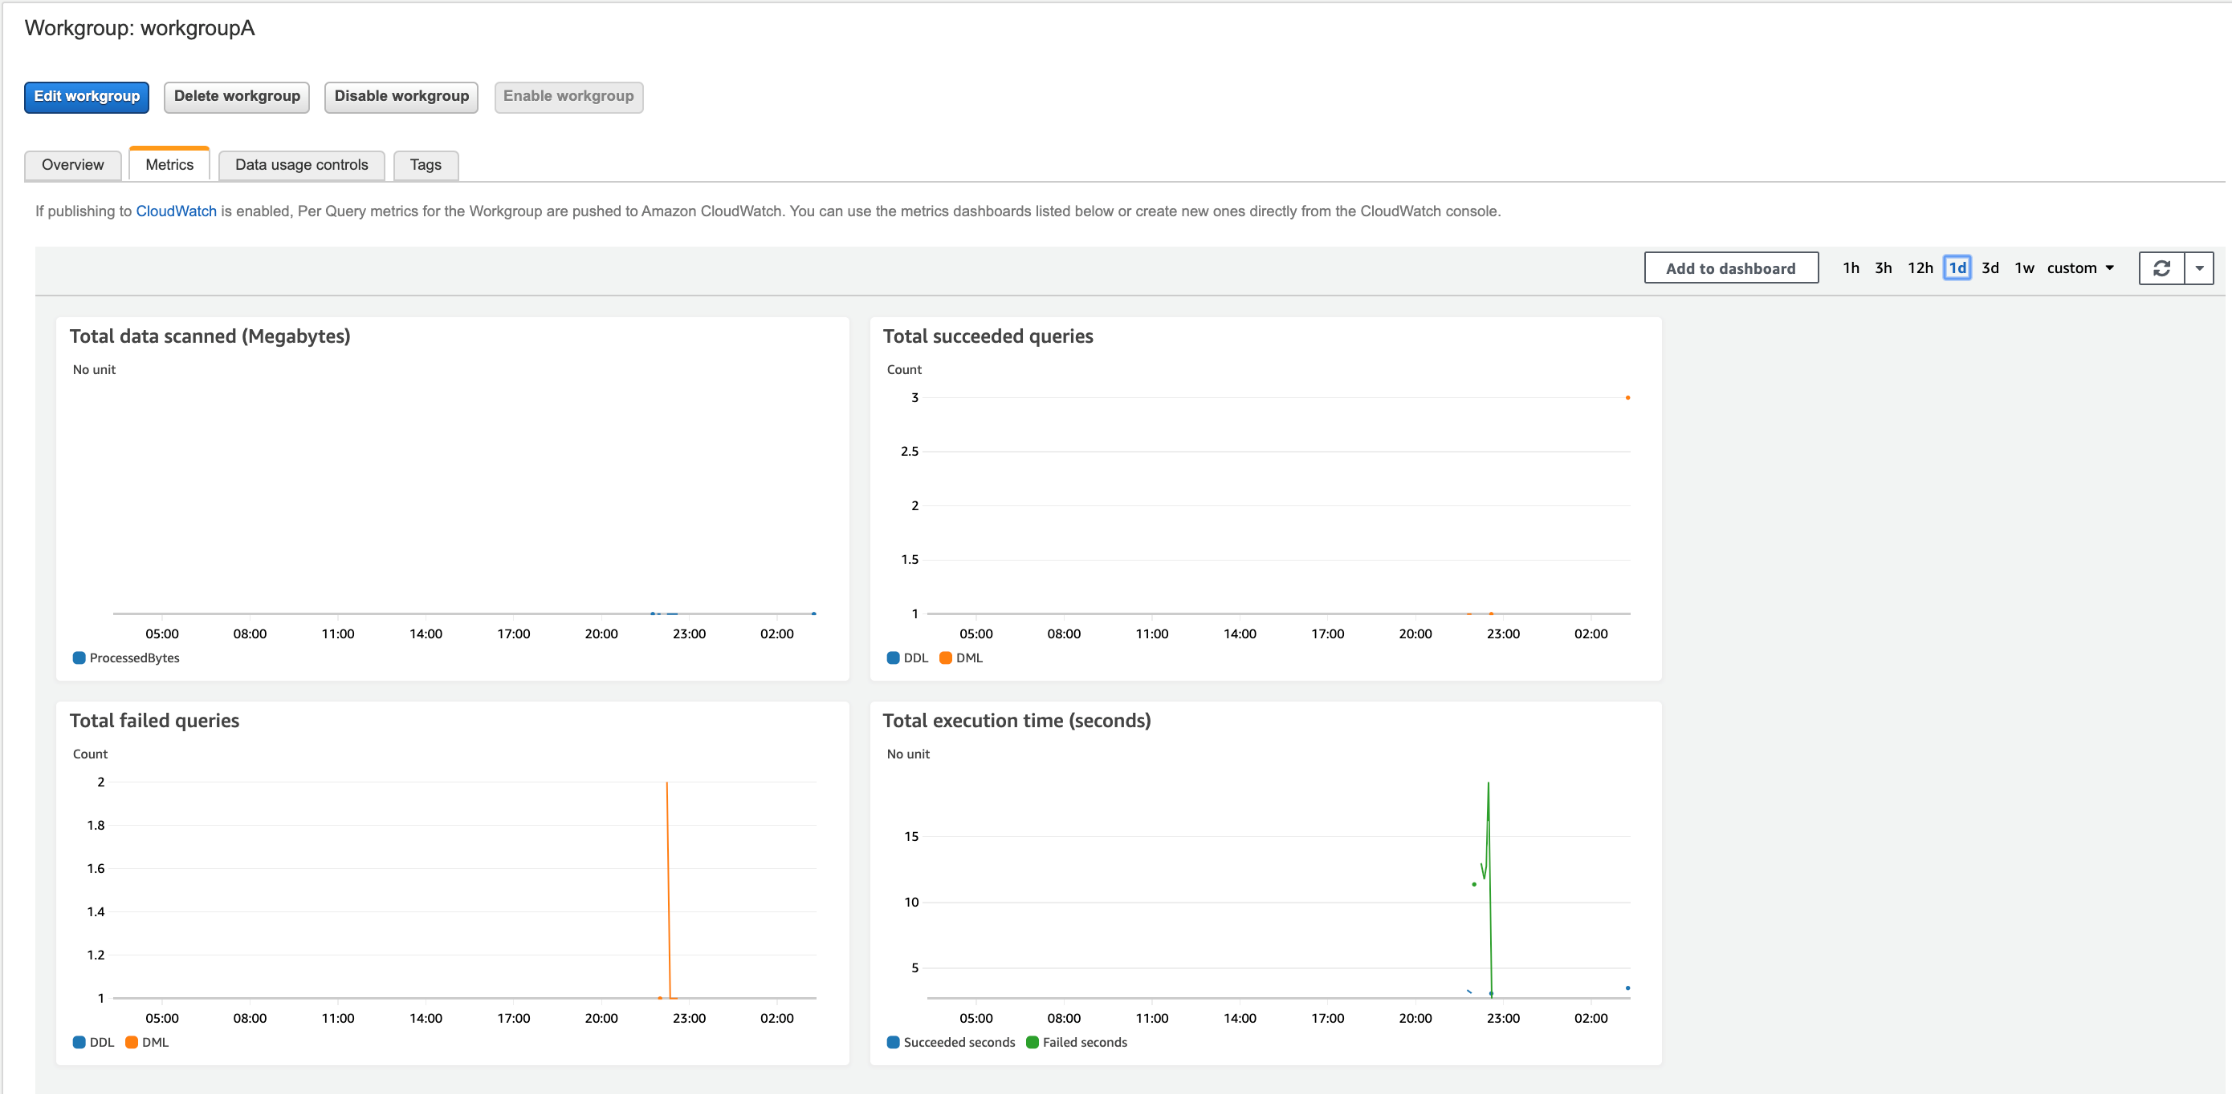 Workgroup: workgroupA
Edit workgroup Delete workgroup Disable workgroup Enable workgroup
Overview Metrics Data usage controls Tags
If publishing to CloudWatch is enabled, Per Query metrics for the Workgroup are pushed to Amazon CloudWatch. You can use the metrics dashboards listed below or create new ones directly from the CloudWatch console.
Add to dashboard 1h 3h 12h 1d 3d 1w custom
Total data scanned (Megabytes)
No unit
05:00 08:00 11:00 14:00 17:00 20:00 23:00 02:00
ProcessedBytes
Total succeeded queries
Count
3
2.5
2
1.5
1
05:00 08:00 11:00 14:00 17:00 20:00 23:00 02:00
DDL DML
Total failed queries
Count
2
1.8
1.6
1.4
1.2
1
05:00 08:00 11:00 14:00 17:00 20:00 23:00 02:00
DDL DML
Total execution time (seconds)
No unit
15
10
5
05:00 08:00 11:00 14:00 17:00 20:00 23:00 02:00
Succeeded seconds Failed seconds